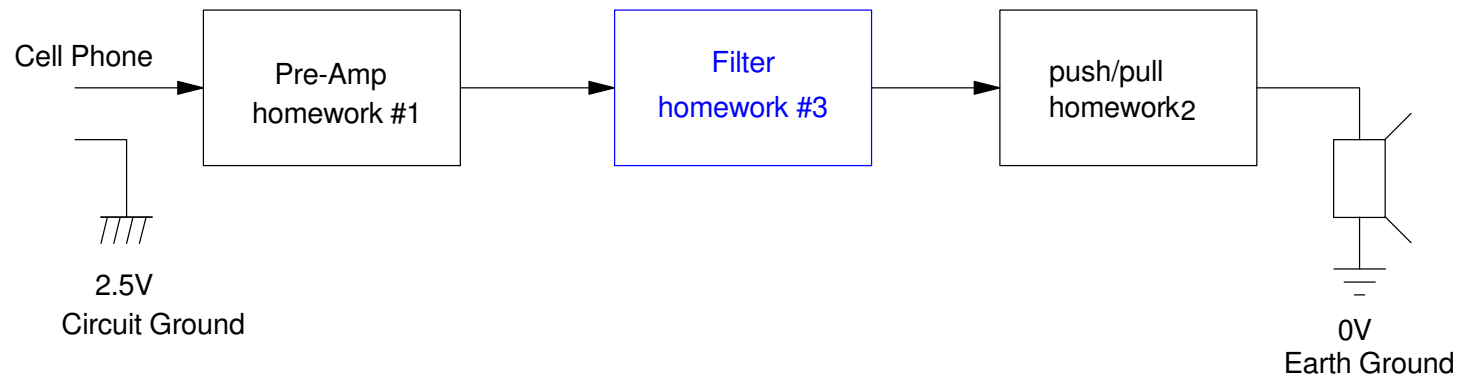 Cell Phone
Pre-Amp
homework #1
Filter
homework #3
push/pull
homework2
2.5V
Circuit Ground
0V
Earth Ground